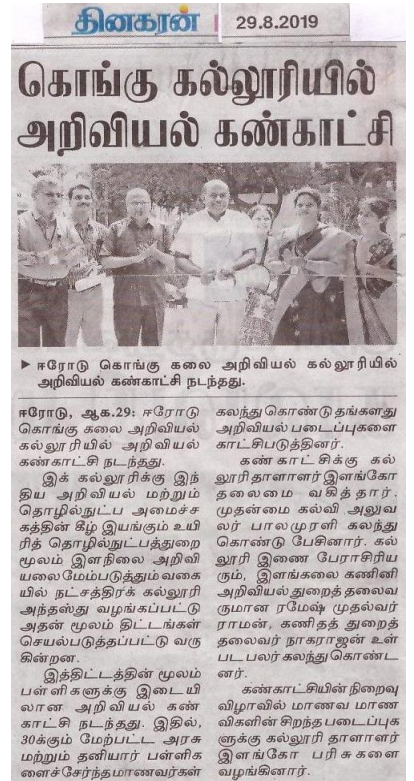 தினகரன்
29.8.2019
கொங்கு கல்லூரியில்
அறிவியல் கண்காட்சி
▶ ஈரோடு கொங்கு கலை அறிவியல் கல்லூரியில்
அறிவியல் கண்காட்சி நடந்தது.
ஈரோடு, ஆக.29: ஈரோடு
கொங்கு கலை அறிவியல்
கல்லூரியில் அறிவியல்
கண்காட்சி நடந்தது.
இக் கல்லூரிக்கு இந்
திய அறிவியல் மற்றும்
தொழில்நுட்ப அமைச்ச
கத்தின் கீழ் இயங்கும் உயி
ரித் தொழில்நுட்பத்துறை
மூலம் இளநிலை அறிவி
யலை மேம்படுத்தும் வகை
யில் நட்சத்திரக் கல்லூரி
அந்தஸ்து வழங்கப்பட்டு
அதன் மூலம் திட்டங்கள்
செயல்படுத்தப்பட்டு வரு
கின்றன.
இத்திட்டத்தின் மூலம்
பள்ளிகளுக்கு இடையி
லான அறிவியல் கண்
காட்சி நடந்தது. இதில்,
30க்கும் மேற்பட்ட அரசு
மற்றும் தனியார் பள்ளிக
ளைச் சேர்ந்த மாணவர்கள்
கலந்து கொண்டு தங்களது
அறிவியல் படைப்புகளை
காட்சிபடுத்தினர்.
கண்காட்சிக்கு கல்
லூரி தாளாளர் இளங்கோ
தலைமை வகித்தார்.
முதன்மை கல்வி அலுவ
லர் பாலமுரளி கலந்து
கொண்டு பேசினார். கல்
லூரி இணை பேராசிரிய
ரும், இளங்கலை கணினி
அறிவியல் துறைத் தலைவ
ருமான ரமேஷ் முதல்வர்
ராமன், கணிதத் துறைத்
தலைவர் நாகராஜன் உள்
பட பலர் கலந்து கொண்ட
னர்.
கண்காட்சியின் நிறைவு
விழாவில் மாணவ மாண
விகளின் சிறந்த படைப்புக
ளுக்கு கல்லூரி தாளாளர்
இளங்கோ பரிசுகளை
வழங்கினார்.